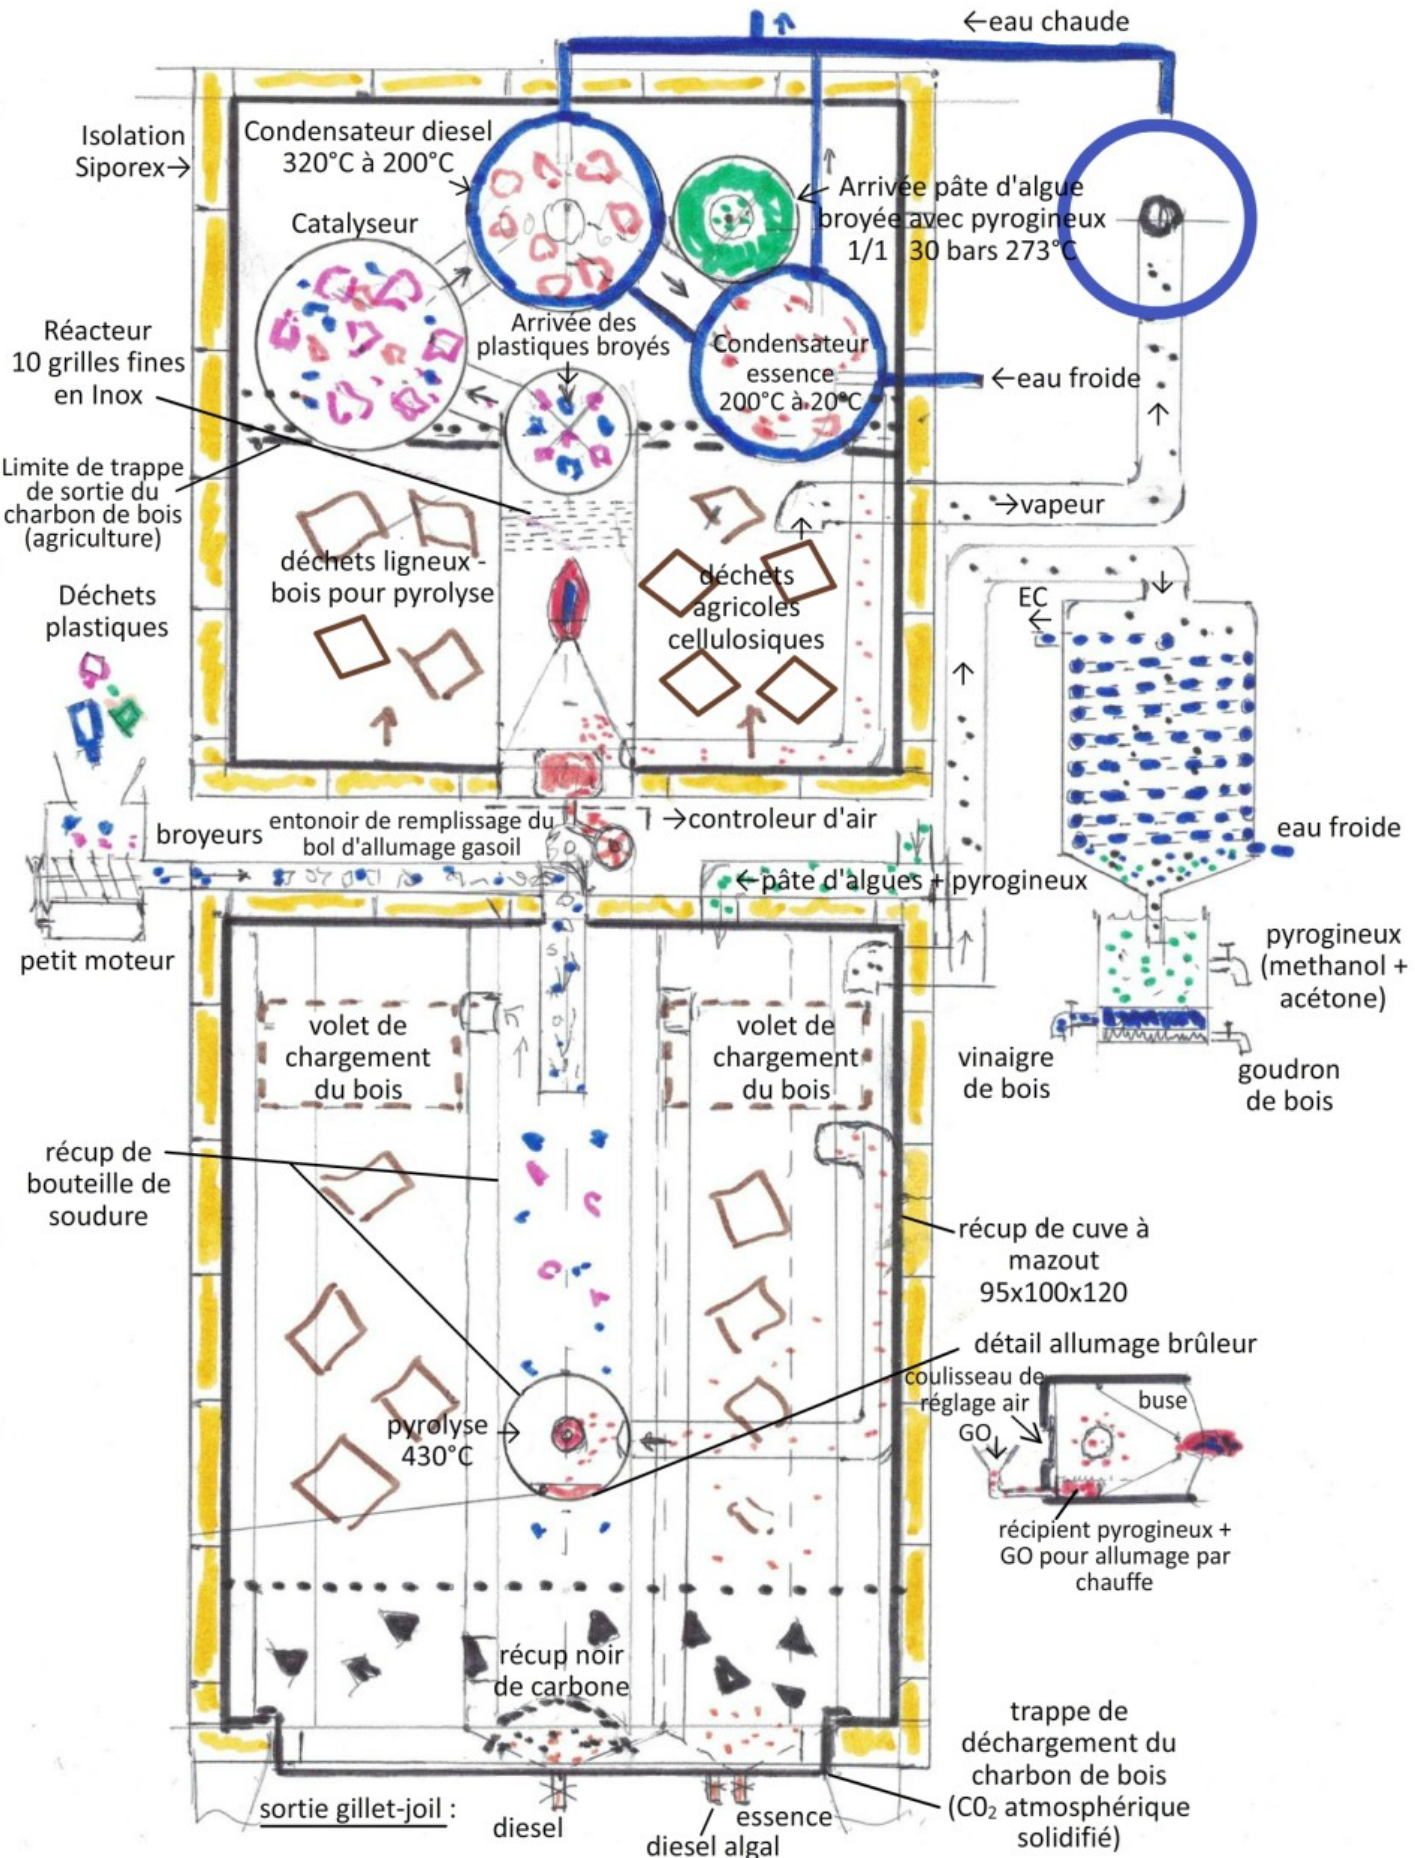 ←eau chaude
Isolation
Siporex→
Condensateur diesel
320°C à 200°C
Catalyseur
Arrivée pâte d'algue
broyée avec pyrogineux
1/1 30 bars 273°C
Réacteur
10 grilles fines
en Inox
Arrivée des
plastiques broyés
Condensateur
essence
200°C à 20°C
←eau froide
Limite de trappe
de sortie du
charbon de bois
(agriculture)
→vapeur
déchets ligneux -
bois pour pyrolyse
déchets
agricoles
cellulosiques
Déchets
plastiques
EC
broyeurs
entonoir de remplissage du
bol d'allumage gasoil
→controleur d'air
eau froide
←pâte d'algues + pyrogineux
petit moteur
pyrogineux
(methanol +
acétone)
volet de
chargement
du bois
volet de
chargement
du bois
vinaigre
de bois
goudron
de bois
récup de
bouteille de
soudure
récup de cuve à
mazout
95x100x120
détail allumage brûleur
coulisseau de
réglage air
GO
buse
pyrolyse
430°C
récipient pyrogineux +
GO pour allumage par
chauffe
récup noir
de carbone
trappe de
déchargement du
charbon de bois
(CO₂ atmosphérique
solidifié)
sortie gillet-joil :
diesel
diesel algal
essence